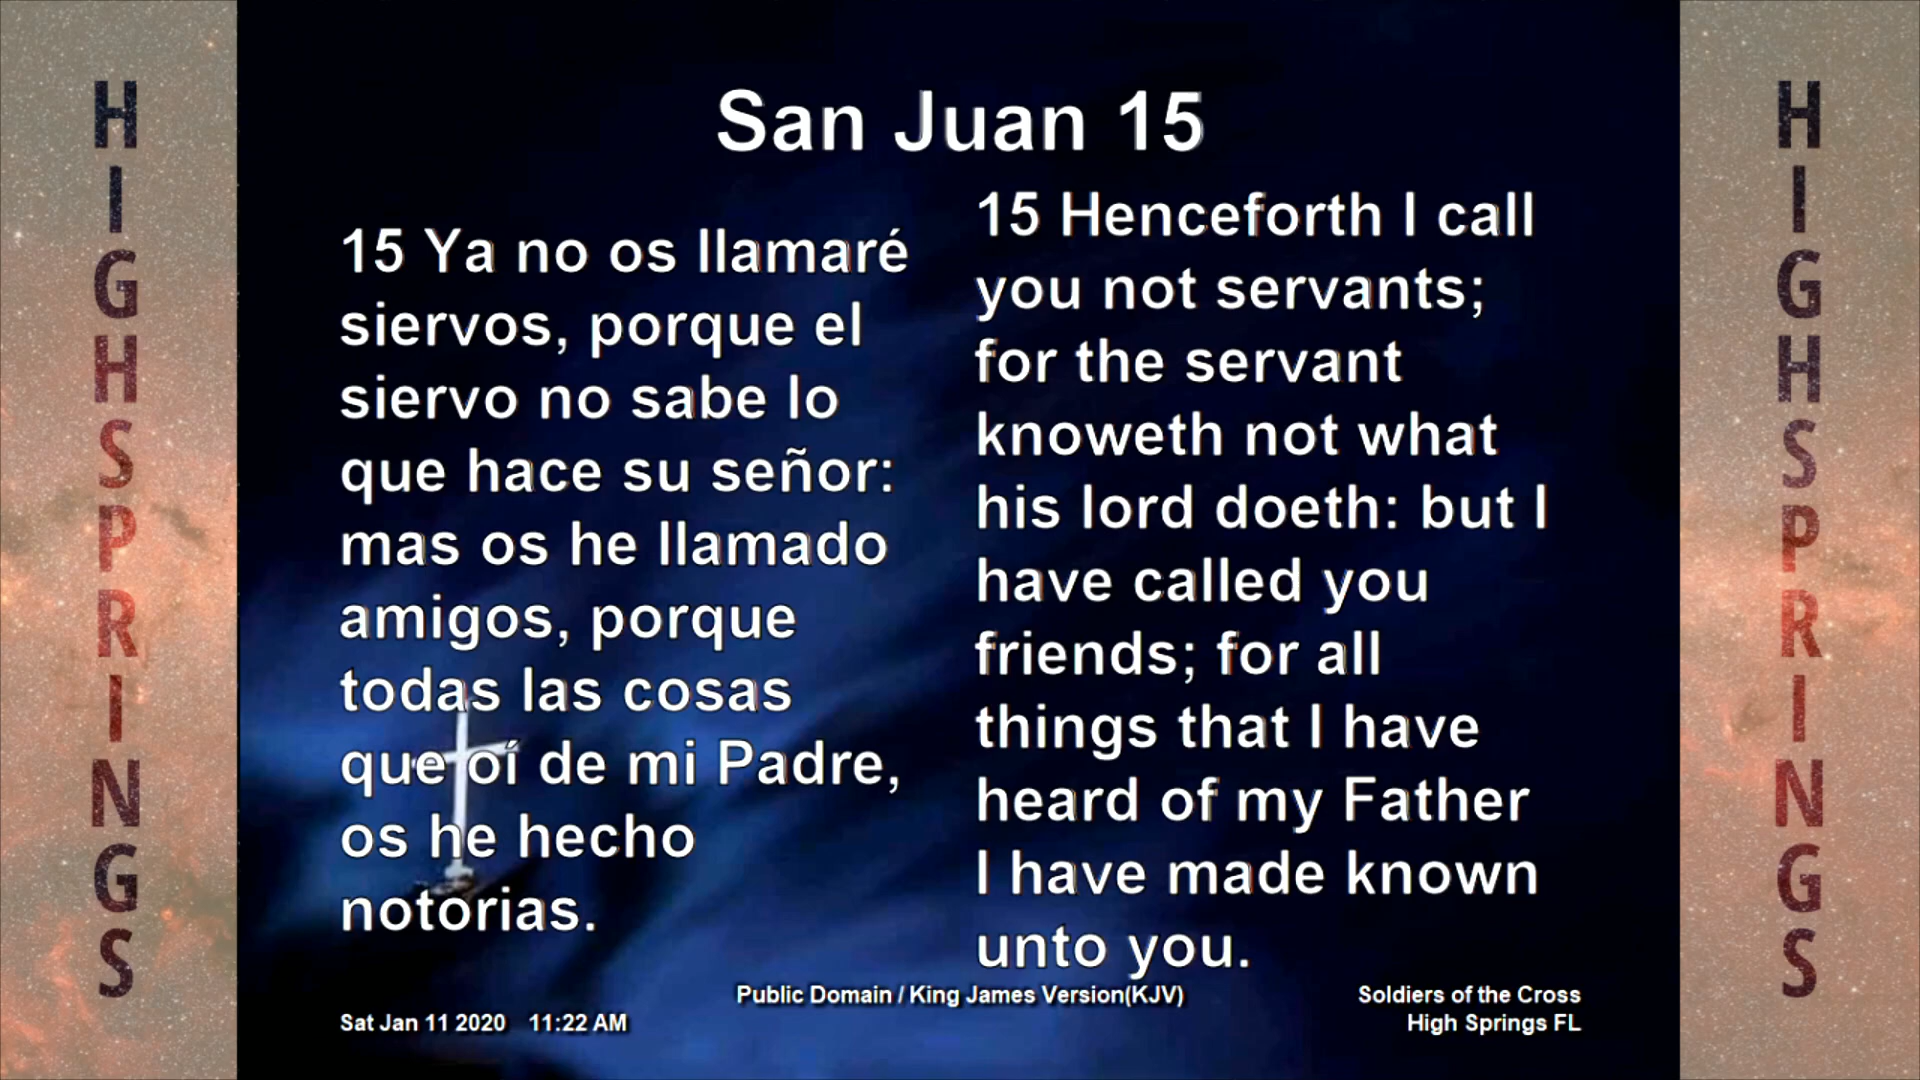 HIGH SPRINGS
San Juan 15
15 Ya no os llamaré
siervos, porque el
siervo no sabe lo
que hace su señor:
mas os he llamado
amigos, porque
todas las cosas
que oí de mi Padre,
os he hecho
notorias.
15 Henceforth I call
you not servants;
for the servant
knoweth not what
his lord doeth: but I
have called you
friends; for all
things that I have
heard of my Father
I have made known
unto you.
Public Domain / King James Version(KJV)
Sat Jan 11 2020 11:22 AM
Soldiers of the Cross
High Springs FL
HIGH SPRINGS